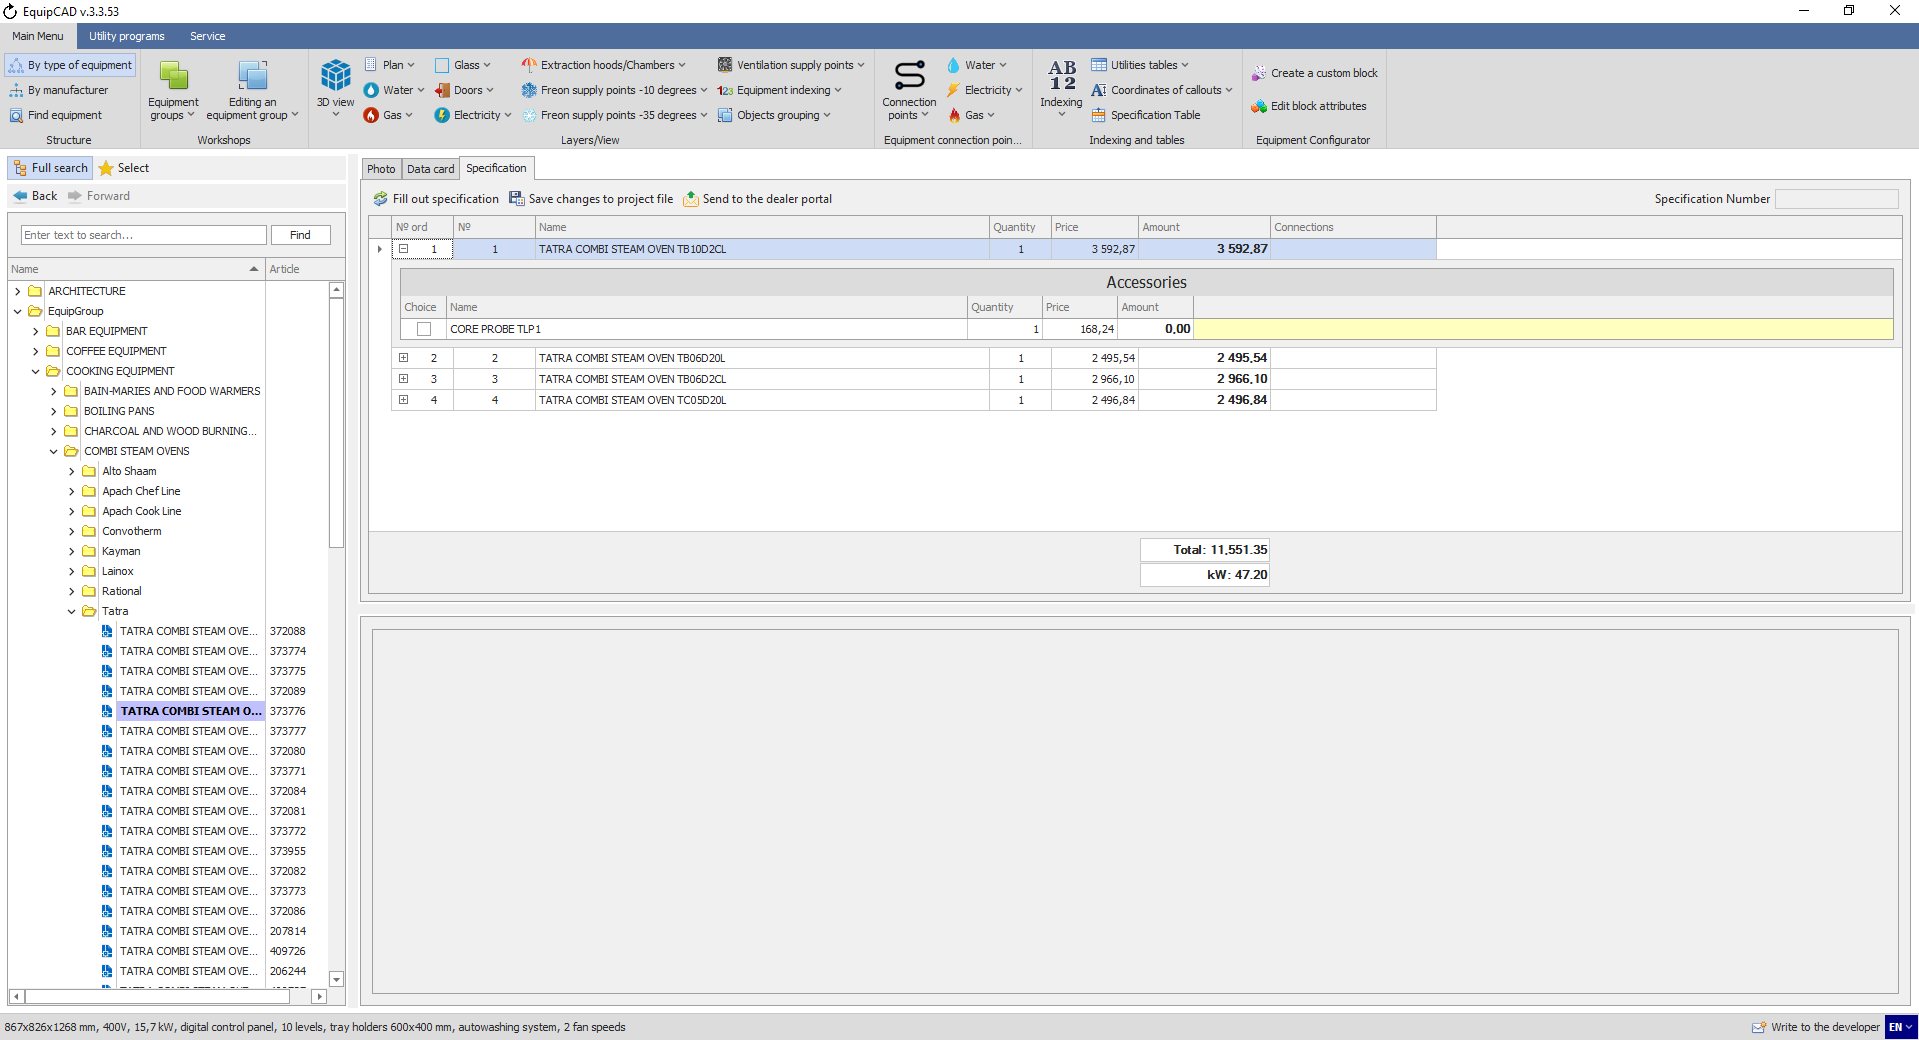 EquipCAD v.3.3.53
Main Menu
Utility programs
Service
By type of equipment
By manufacturer
Find equipment
Structure
Equipment groups
Editing an equipment group
Workshops
3D view
Plan
Water
Gas
Glass
Doors
Electricity
Extraction hoods/Chambers
Freon supply points -10 degrees
Freon supply points -35 degrees
Ventilation supply points
123 Equipment indexing
Objects grouping
Layers/View
Connection points
Water
Electricity
Gas
Equipment connection poin...
AB
12
Indexing
Utilities tables
Coordinates of callouts
Specification Table
Indexing and tables
Create a custom block
Edit block attributes
Equipment Configurator
Full search
Select
Back
Forward
Enter text to search...
Find
Name
Article
ARCHITECTURE
EquipGroup
BAR EQUIPMENT
COFFEE EQUIPMENT
COOKING EQUIPMENT
BAIN-MARIES AND FOOD WARMERS
BOILING PANS
CHARCOAL AND WOOD BURNING...
COMBI STEAM OVENS
Alto Shaam
Apach Chef Line
Apach Cook Line
Convotherm
Kayman
Lainox
Rational
Tatra
TATRA COMBI STEAM OVE... 372088
TATRA COMBI STEAM OVE... 373774
TATRA COMBI STEAM OVE... 373775
TATRA COMBI STEAM OVE... 372089
TATRA COMBI STEAM O... 373776
TATRA COMBI STEAM OVE... 373777
TATRA COMBI STEAM OVE... 372080
TATRA COMBI STEAM OVE... 373771
TATRA COMBI STEAM OVE... 372084
TATRA COMBI STEAM OVE... 372081
TATRA COMBI STEAM OVE... 373772
TATRA COMBI STEAM OVE... 373955
TATRA COMBI STEAM OVE... 372082
TATRA COMBI STEAM OVE... 373773
TATRA COMBI STEAM OVE... 372086
TATRA COMBI STEAM OVE... 207814
TATRA COMBI STEAM OVE... 409726
TATRA COMBI STEAM OVE... 206244
Photo
Data card
Specification
Fill out specification
Save changes to project file
Send to the dealer portal
Specification Number
Nº ord Nº Name Quantity Price Amount Connections
1 1 TATRA COMBI STEAM OVEN TB10D2CL 1 3 592,87 3 592,87
Accessories
Choice Name Quantity Price Amount
CORE PROBE TLP1 1 168,24 0,00
2 2 TATRA COMBI STEAM OVEN TB06D20L 1 2 495,54 2 495,54
3 3 TATRA COMBI STEAM OVEN TB06D2CL 1 2 966,10 2 966,10
4 4 TATRA COMBI STEAM OVEN TC05D20L 1 2 496,84 2 496,84
Total: 11,551.35
kW: 47.20
867x826x1268 mm, 400V, 15,7 kW, digital control panel, 10 levels, tray holders 600x400 mm, autowashing system, 2 fan speeds
Write to the developer
EN